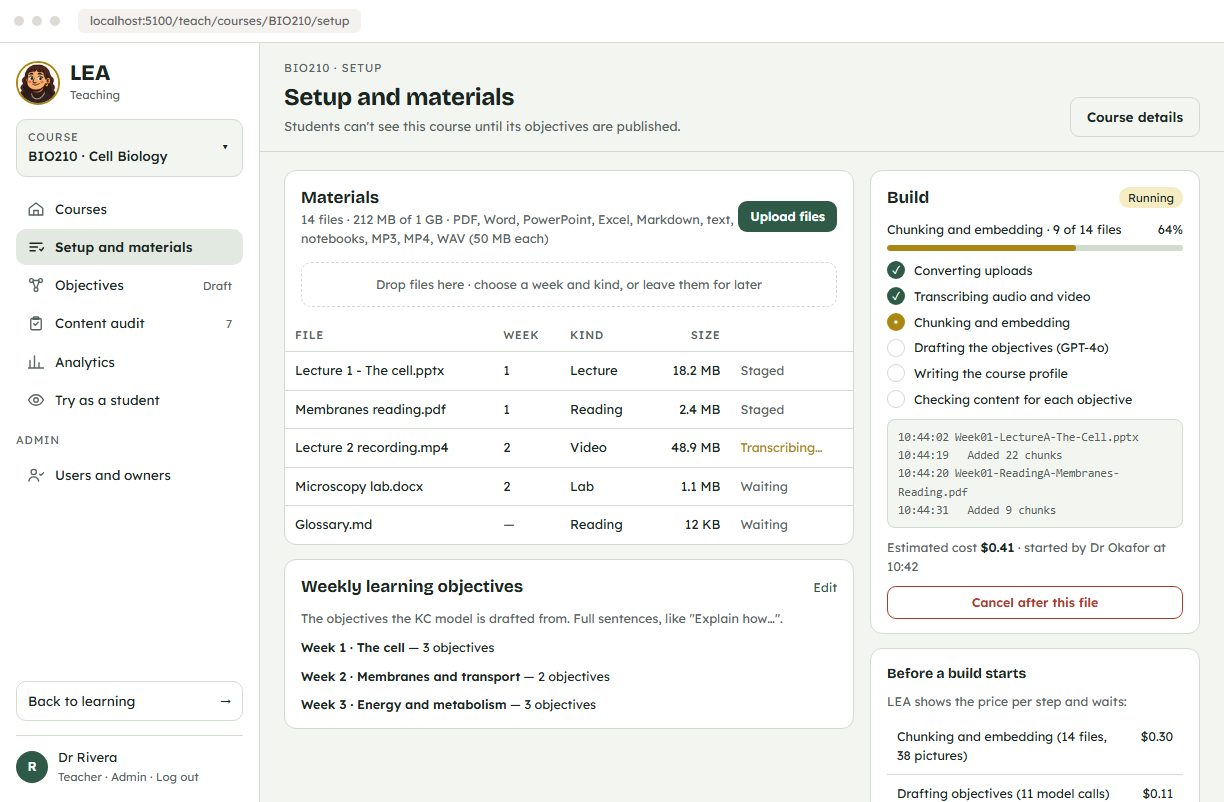 localhost:5100/teach/courses/BIO210/setup
LEA
Teaching
COURSE
BIO210 · Cell Biology
Courses
Setup and materials
Objectives Draft
Content audit 7
Analytics
Try as a student
ADMIN
Users and owners
Back to learning →
R
Dr Rivera
Teacher · Admin · Log out
BIO210 · SETUP
Setup and materials
Students can't see this course until its objectives are published.
Course details
Materials
14 files · 212 MB of 1 GB · PDF, Word, PowerPoint, Excel, Markdown, text,
notebooks, MP3, MP4, WAV (50 MB each)
Upload files
Drop files here · choose a week and kind, or leave them for later
FILE WEEK KIND SIZE
Lecture 1 - The cell.pptx 1 Lecture 18.2 MB Staged
Membranes reading.pdf 1 Reading 2.4 MB Staged
Lecture 2 recording.mp4 2 Video 48.9 MB Transcribing…
Microscopy lab.docx 2 Lab 1.1 MB Waiting
Glossary.md — Reading 12 KB Waiting
Weekly learning objectives Edit
The objectives the KC model is drafted from. Full sentences, like "Explain how…".
Week 1 · The cell — 3 objectives
Week 2 · Membranes and transport — 2 objectives
Week 3 · Energy and metabolism — 3 objectives
Build Running
Chunking and embedding · 9 of 14 files 64%
Converting uploads
Transcribing audio and video
Chunking and embedding
Drafting the objectives (GPT-4o)
Writing the course profile
Checking content for each objective
10:44:02 Week01-LectureA-The-Cell.pptx
10:44:19 Added 22 chunks
10:44:20 Week01-ReadingA-Membranes-
Reading.pdf
10:44:31 Added 9 chunks
Estimated cost $0.41 · started by Dr Okafor at
10:42
Cancel after this file
Before a build starts
LEA shows the price per step and waits:
Chunking and embedding (14 files, $0.30
38 pictures)
Drafting objectives (11 model calls) $0.11